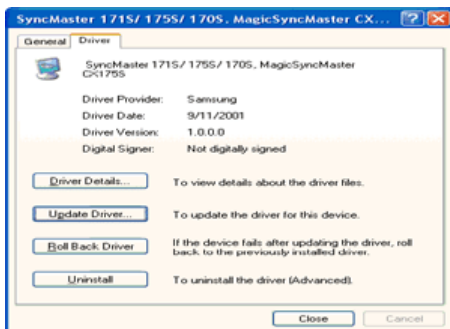 SyncMaster 171S/ 175S/ 170S, MagicSyncMaster CX...
General Driver
SyncMaster 171S/ 175S/ 170S, MagicSyncMaster
CX175S
Driver Provider: Samsung
Driver Date: 9/11/2001
Driver Version: 1.0.0.0
Digital Signer: Not digitally signed
Driver Details... To view details about the driver files.
Update Driver... To update the driver for this device.
Roll Back Driver If the device fails after updating the driver, roll
back to the previously installed driver.
Uninstall To uninstall the driver (Advanced).
Close Cancel